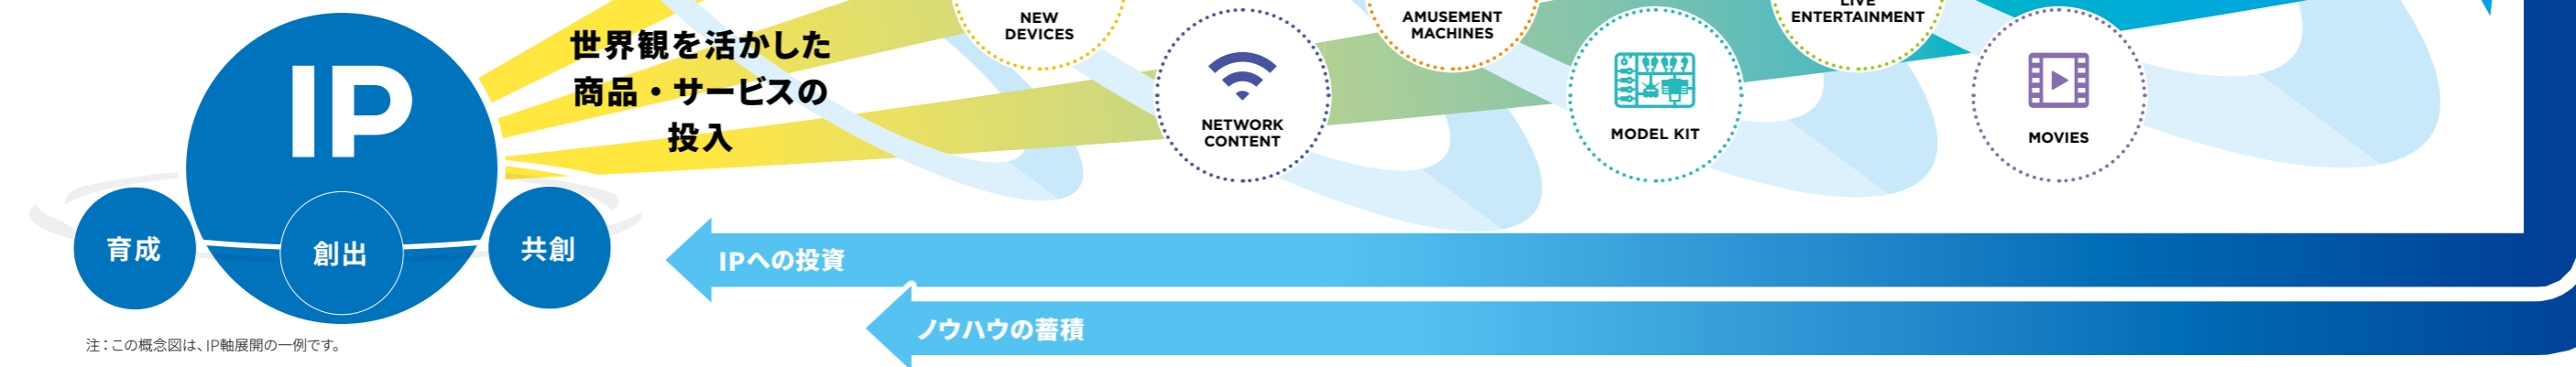 LIVE
ENTERTAINMENT
NEW
DEVICES
AMUSEMENT
MACHINES
世界観を活かした
商品・サービスの
投入
IP
NETWORK
CONTENT
MODEL KIT
MOVIES
育成
創出
共創
IPへの投資
ノウハウの蓄積
注：この概念図は、IP軸展開の一例です。